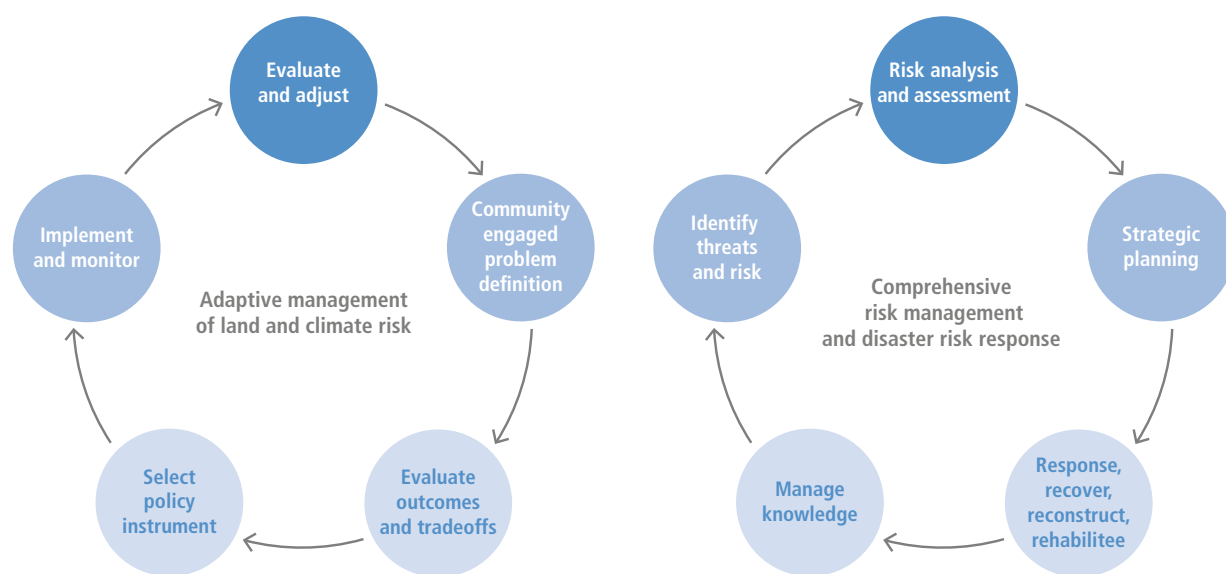 Evaluate
and adjust
Community
engaged
problem
definition
Evaluate
outcomes
and tradeoffs
Select
policy
instrument
Implement
and monitor
Adaptive management
of land and climate risk
Risk analysis
and assessment
Strategic
planning
Response,
recover,
reconstruct,
rehabilitee
Manage
knowledge
Identify
threats
and risk
Comprehensive
risk management
and disaster risk response